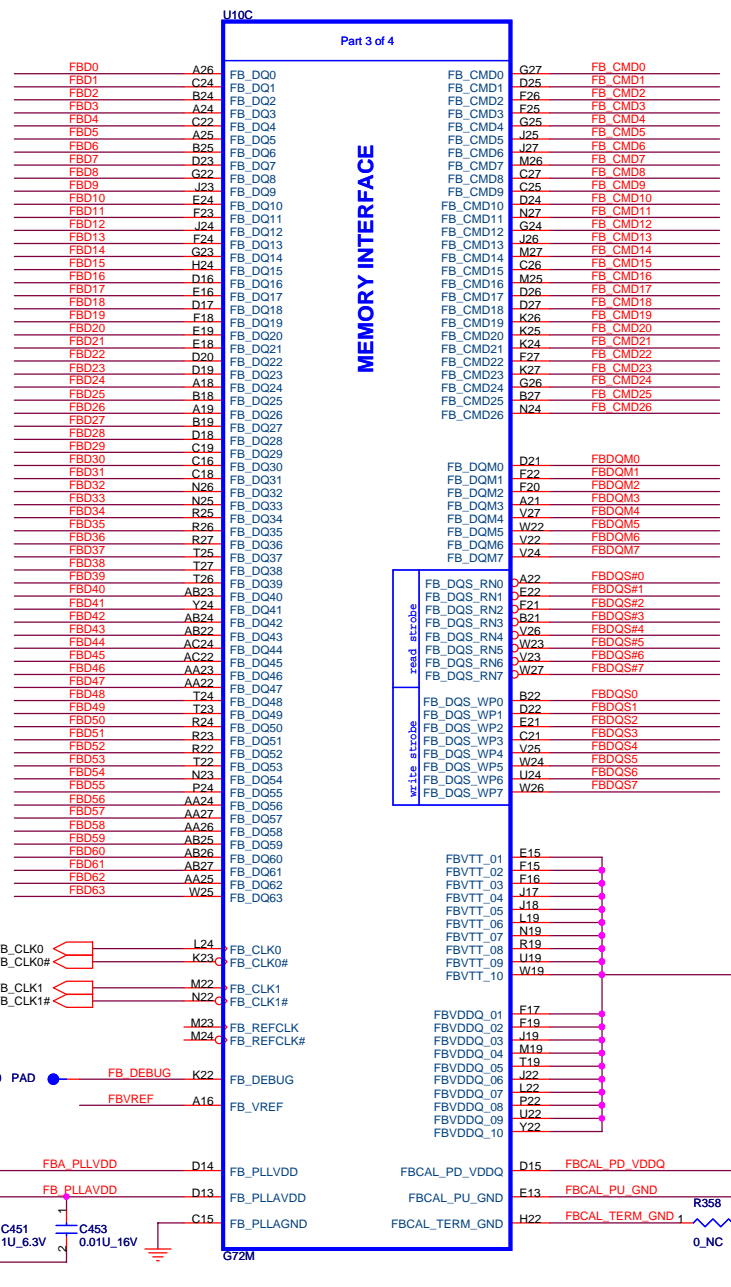 U10C
Part 3 of 4
MEMORY INTERFACE
FBD0 A26 FB_DQ0 FB_CMD0 G27 FB_CMD0
FBD1 C24 FB_DQ1 FB_CMD1 D25 FB_CMD1
FBD2 B24 FB_DQ2 FB_CMD2 F26 FB_CMD2
FBD3 A24 FB_DQ3 FB_CMD3 F25 FB_CMD3
FBD4 C22 FB_DQ4 FB_CMD4 G25 FB_CMD4
FBD5 A25 FB_DQ5 FB_CMD5 J25 FB_CMD5
FBD6 B25 FB_DQ6 FB_CMD6 J27 FB_CMD6
FBD7 D23 FB_DQ7 FB_CMD7 M26 FB_CMD7
FBD8 G22 FB_DQ8 FB_CMD8 C27 FB_CMD8
FBD9 J23 FB_DQ9 FB_CMD9 C25 FB_CMD9
FBD10 E24 FB_DQ10 FB_CMD10 D24 FB_CMD10
FBD11 F23 FB_DQ11 FB_CMD11 N27 FB_CMD11
FBD12 J24 FB_DQ12 FB_CMD12 G24 FB_CMD12
FBD13 F24 FB_DQ13 FB_CMD13 J26 FB_CMD13
FBD14 G23 FB_DQ14 FB_CMD14 M27 FB_CMD14
FBD15 H24 FB_DQ15 FB_CMD15 C26 FB_CMD15
FBD16 D16 FB_DQ16 FB_CMD16 M25 FB_CMD16
FBD17 E16 FB_DQ17 FB_CMD17 D26 FB_CMD17
FBD18 D17 FB_DQ18 FB_CMD18 D27 FB_CMD18
FBD19 F18 FB_DQ19 FB_CMD19 K26 FB_CMD19
FBD20 E19 FB_DQ20 FB_CMD20 K25 FB_CMD20
FBD21 E18 FB_DQ21 FB_CMD21 K24 FB_CMD21
FBD22 D20 FB_DQ22 FB_CMD22 F27 FB_CMD22
FBD23 D19 FB_DQ23 FB_CMD23 K27 FB_CMD23
FBD24 A18 FB_DQ24 FB_CMD24 G26 FB_CMD24
FBD25 B18 FB_DQ25 FB_CMD25 B27 FB_CMD25
FBD26 A19 FB_DQ26 FB_CMD26 N24 FB_CMD26
FBD27 B19 FB_DQ27
FBD28 D18 FB_DQ28
FBD29 C19 FB_DQ29
FBD30 C16 FB_DQ30 FB_DQM0 D21 FBDQM0
FBD31 C18 FB_DQ31 FB_DQM1 F22 FBDQM1
FBD32 N26 FB_DQ32 FB_DQM2 F20 FBDQM2
FBD33 N25 FB_DQ33 FB_DQM3 A21 FBDQM3
FBD34 R25 FB_DQ34 FB_DQM4 V27 FBDQM4
FBD35 R26 FB_DQ35 FB_DQM5 W22 FBDQM5
FBD36 R27 FB_DQ36 FB_DQM6 V22 FBDQM6
FBD37 T25 FB_DQ37 FB_DQM7 V24 FBDQM7
FBD38 T27 FB_DQ38
read strobe
FBD39 T26 FB_DQ39 FB_DQS_RN0 A22 FBDQS#0
FBD40 AB23 FB_DQ40 FB_DQS_RN1 E22 FBDQS#1
FBD41 Y24 FB_DQ41 FB_DQS_RN2 F21 FBDQS#2
FBD42 AB24 FB_DQ42 FB_DQS_RN3 B21 FBDQS#3
FBD43 AB22 FB_DQ43 FB_DQS_RN4 V26 FBDQS#4
FBD44 AC24 FB_DQ44 FB_DQS_RN5 W23 FBDQS#5
FBD45 AC22 FB_DQ45 FB_DQS_RN6 V23 FBDQS#6
FBD46 AA23 FB_DQ46 FB_DQS_RN7 W27 FBDQS#7
FBD47 AA22 FB_DQ47
write strobe
FBD48 T24 FB_DQ48 FB_DQS_WP0 B22 FBDQS0
FBD49 T23 FB_DQ49 FB_DQS_WP1 D22 FBDQS1
FBD50 R24 FB_DQ50 FB_DQS_WP2 E21 FBDQS2
FBD51 R23 FB_DQ51 FB_DQS_WP3 C21 FBDQS3
FBD52 R22 FB_DQ52 FB_DQS_WP4 V25 FBDQS4
FBD53 T22 FB_DQ53 FB_DQS_WP5 W24 FBDQS5
FBD54 N23 FB_DQ54 FB_DQS_WP6 U24 FBDQS6
FBD55 P24 FB_DQ55 FB_DQS_WP7 W26 FBDQS7
FBD56 AA24 FB_DQ56
FBD57 AA27 FB_DQ57
FBD58 AA26 FB_DQ58
FBD59 AB25 FB_DQ59
FBD60 AB26 FB_DQ60 FBVTT_01 E15
FBD61 AB27 FB_DQ61 FBVTT_02 F15
FBD62 AA25 FB_DQ62 FBVTT_03 F16
FBD63 W25 FB_DQ63 FBVTT_04 J17
FBVTT_05 J18
FBVTT_06 L19
FBVTT_07 N19
B_CLK0 L24 FB_CLK0 FBVTT_08 R19
B_CLK0# K23 FB_CLK0# FBVTT_09 U19
FBVTT_10 W19
B_CLK1 M22 FB_CLK1
B_CLK1# N22 FB_CLK1#
FBVDDQ_01 F17
M23 FB_REFCLK FBVDDQ_02 F19
M24 FB_REFCLK# FBVDDQ_03 J19
FBVDDQ_04 M19
FBVDDQ_05 T19
PAD FB_DEBUG K22 FB_DEBUG FBVDDQ_06 J22
FBVDDQ_07 L22
FBVREF A16 FB_VREF FBVDDQ_08 P22
FBVDDQ_09 U22
FBVDDQ_10 Y22
FBA_PLLVDD D14 FB_PLLVDD FBCAL_PD_VDDQ D15 FBCAL_PD_VDDQ
FB_PLLAVDD D13 FB_PLLAVDD FBCAL_PU_GND E13 FBCAL_PU_GND
C15 FB_PLLAGND FBCAL_TERM_GND H22 FBCAL_TERM_GND 1 R358
0_NC
C451
1U_6.3V
1
C453
0.01U_16V
2
G72M